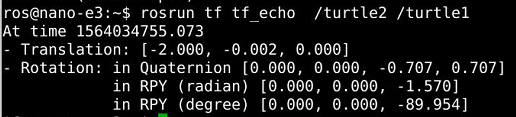 ros@nano-e3:~$ rosrun tf tf_echo  /turtle2 /turtle1
At time 1564034755.073
- Translation: [-2.000, -0.002, 0.000]
- Rotation: in Quaternion [0.000, 0.000, -0.707, 0.707]
            in RPY (radian) [0.000, 0.000, -1.570]
            in RPY (degree) [0.000, 0.000, -89.954]